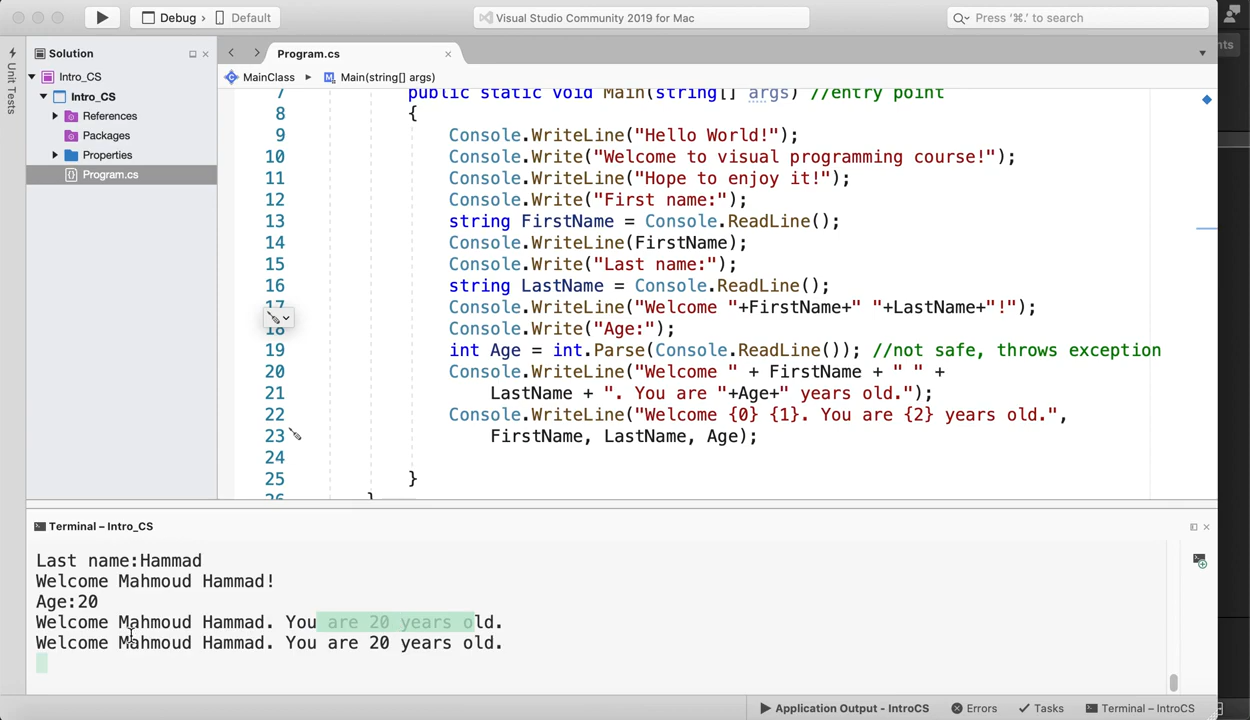 Debug › Default
Visual Studio Community 2019 for Mac
Press '⌘.' to search
nts
Unit Tests
Solution
Intro_CS
Intro_CS
References
Packages
Properties
Program.cs
Program.cs
MainClass
Main(string[] args)
7 public static void Main(string[] args) //entry point
8 {
9 Console.WriteLine("Hello World!");
10 Console.Write("Welcome to visual programming course!");
11 Console.WriteLine("Hope to enjoy it!");
12 Console.Write("First name:");
13 string FirstName = Console.ReadLine();
14 Console.WriteLine(FirstName);
15 Console.Write("Last name:");
16 string LastName = Console.ReadLine();
17 Console.WriteLine("Welcome "+FirstName+" "+LastName+"!");
18 Console.Write("Age:");
19 int Age = int.Parse(Console.ReadLine()); //not safe, throws exception
20 Console.WriteLine("Welcome " + FirstName + " " +
21 LastName + ". You are "+Age+" years old.");
22 Console.WriteLine("Welcome {0} {1}. You are {2} years old.",
23 FirstName, LastName, Age);
24
25 }
26 }
Terminal – Intro_CS
Last name:Hammad
Welcome Mahmoud Hammad!
Age:20
Welcome Mahmoud Hammad. You are 20 years old.
Welcome Mahmoud Hammad. You are 20 years old.
Application Output - IntroCS
Errors
Tasks
Terminal – IntroCS